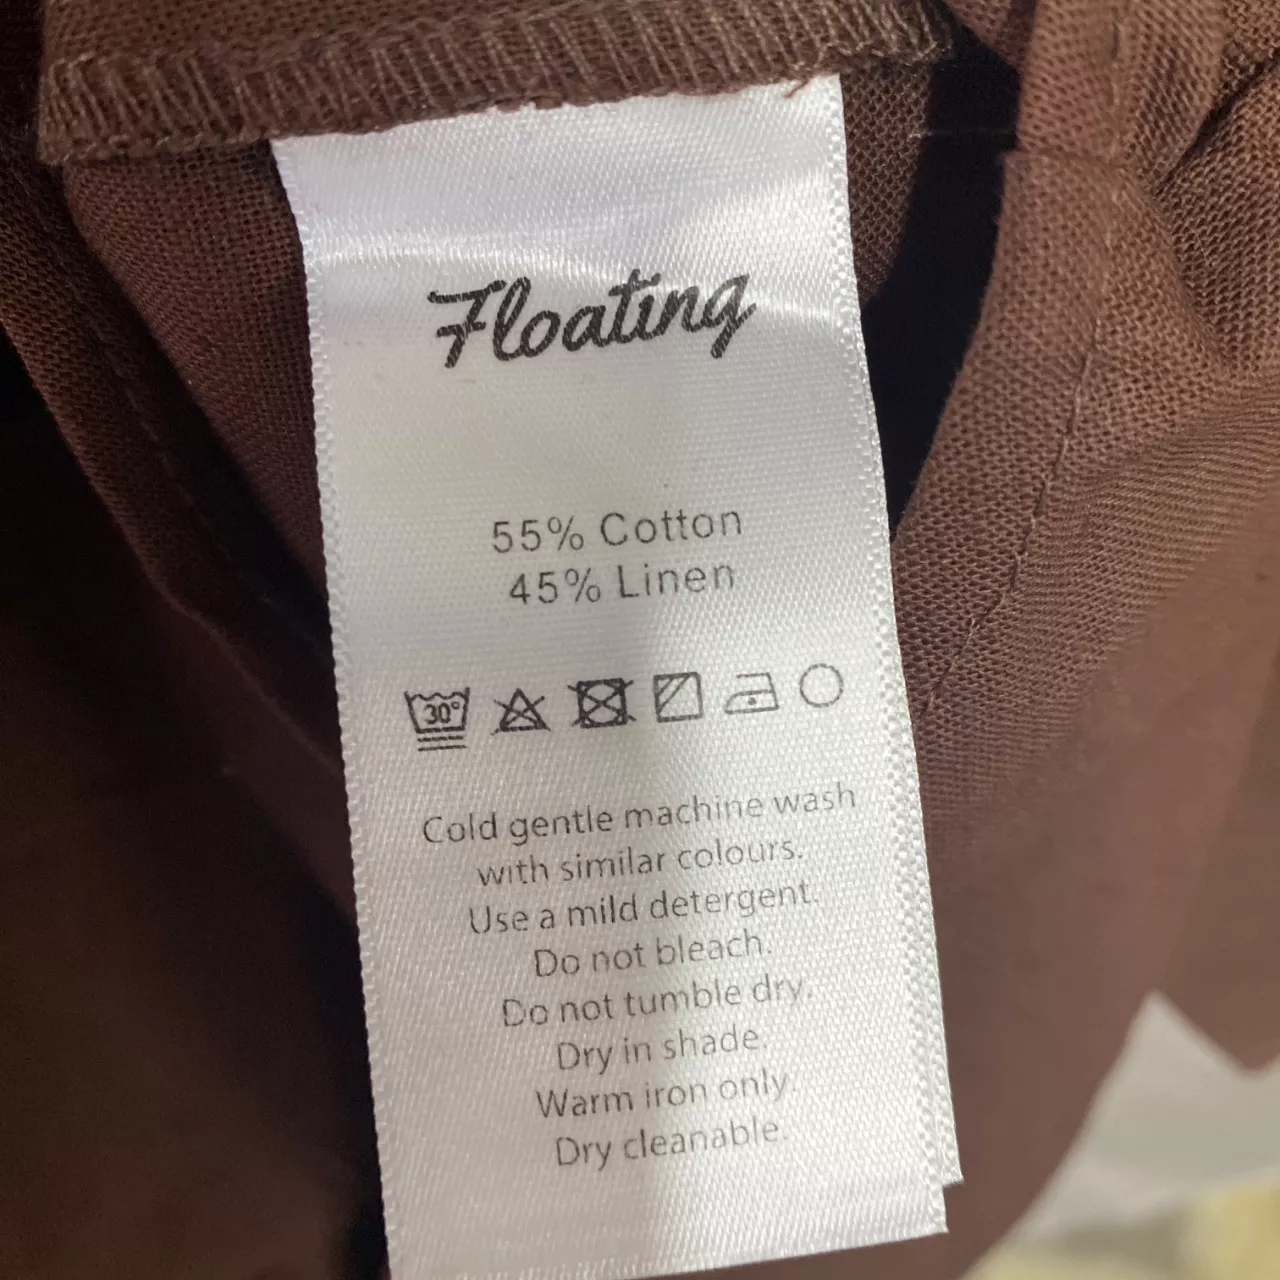 Floating
55% Cotton
45% Linen
30°
Cold gentle machine wash
with similar colours.
Use a mild detergent.
Do not bleach.
Do not tumble dry.
Dry in shade.
Warm iron only.
Dry cleanable.